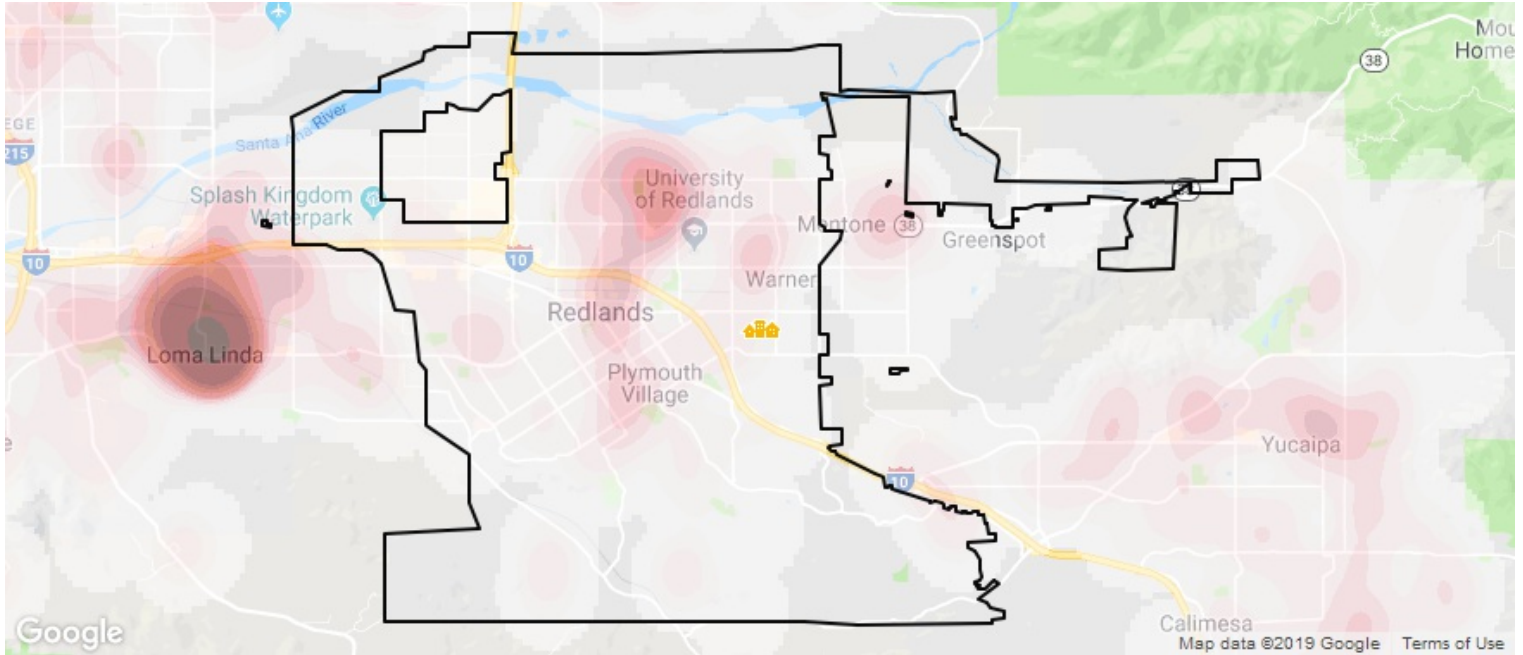 Mou
Home
38
EGE
215
Santa Ana River
Splash Kingdom
Waterpark
University
of Redlands
Mentone
38
Greenspot
10
10
Warner
Redlands
Loma Linda
Plymouth
Village
Yucaipa
10
Calimesa
Google
Map data ©2019 Google
Terms of Use